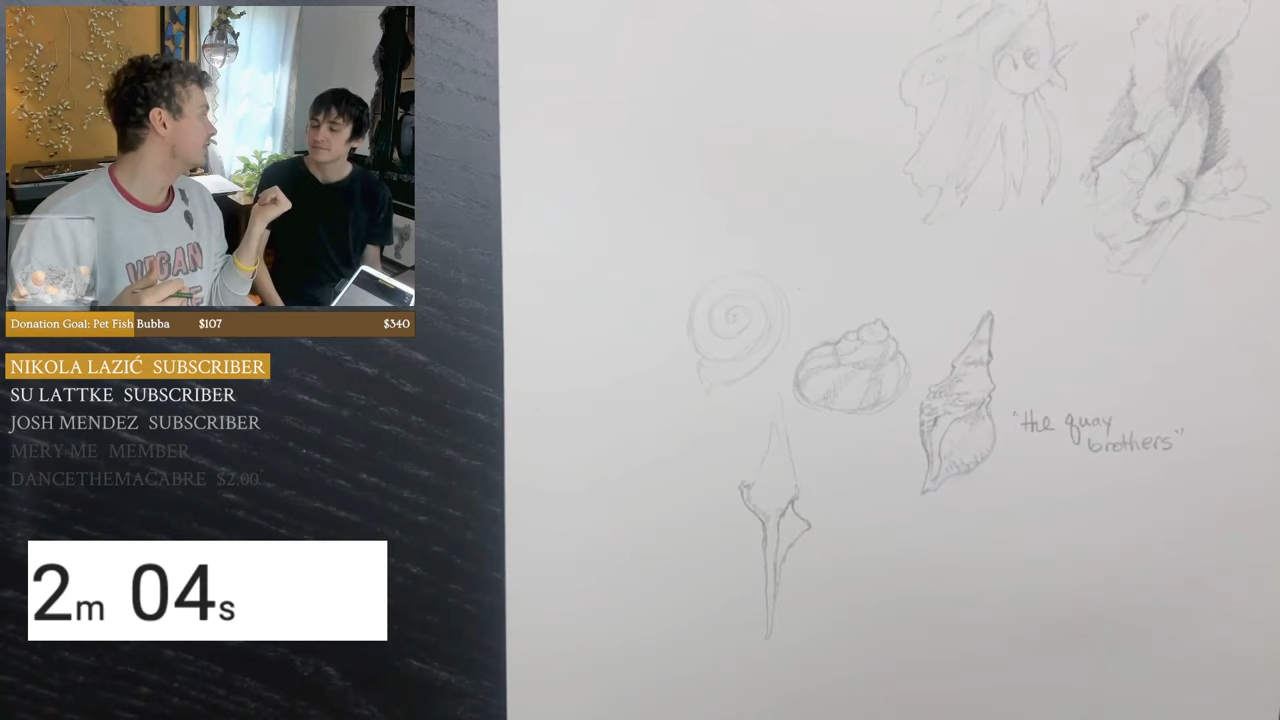 VEGAN
Donation Goal: Pet Fish Bubba $107 $340
NIKOLA LAZIĆ SUBSCRIBER
SU LATTKE SUBSCRIBER
JOSH MENDEZ SUBSCRIBER
MERY ME MEMBER
DANCETHEMACABRE $2.00
2m 04s
"the quay
brothers"